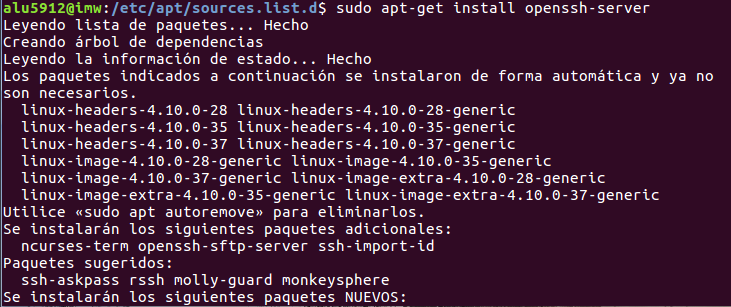 alu5912@imw:/etc/apt/sources.list.d$ sudo apt-get install openssh-server
Leyendo lista de paquetes... Hecho
Creando árbol de dependencias
Leyendo la información de estado... Hecho
Los paquetes indicados a continuación se instalaron de forma automática y ya no
son necesarios.
  linux-headers-4.10.0-28 linux-headers-4.10.0-28-generic
  linux-headers-4.10.0-35 linux-headers-4.10.0-35-generic
  linux-headers-4.10.0-37 linux-headers-4.10.0-37-generic
  linux-image-4.10.0-28-generic linux-image-4.10.0-35-generic
  linux-image-4.10.0-37-generic linux-image-extra-4.10.0-28-generic
  linux-image-extra-4.10.0-35-generic linux-image-extra-4.10.0-37-generic
Utilice «sudo apt autoremove» para eliminarlos.
Se instalarán los siguientes paquetes adicionales:
  ncurses-term openssh-sftp-server ssh-import-id
Paquetes sugeridos:
  ssh-askpass rssh molly-guard monkeysphere
Se instalarán los siguientes paquetes NUEVOS: